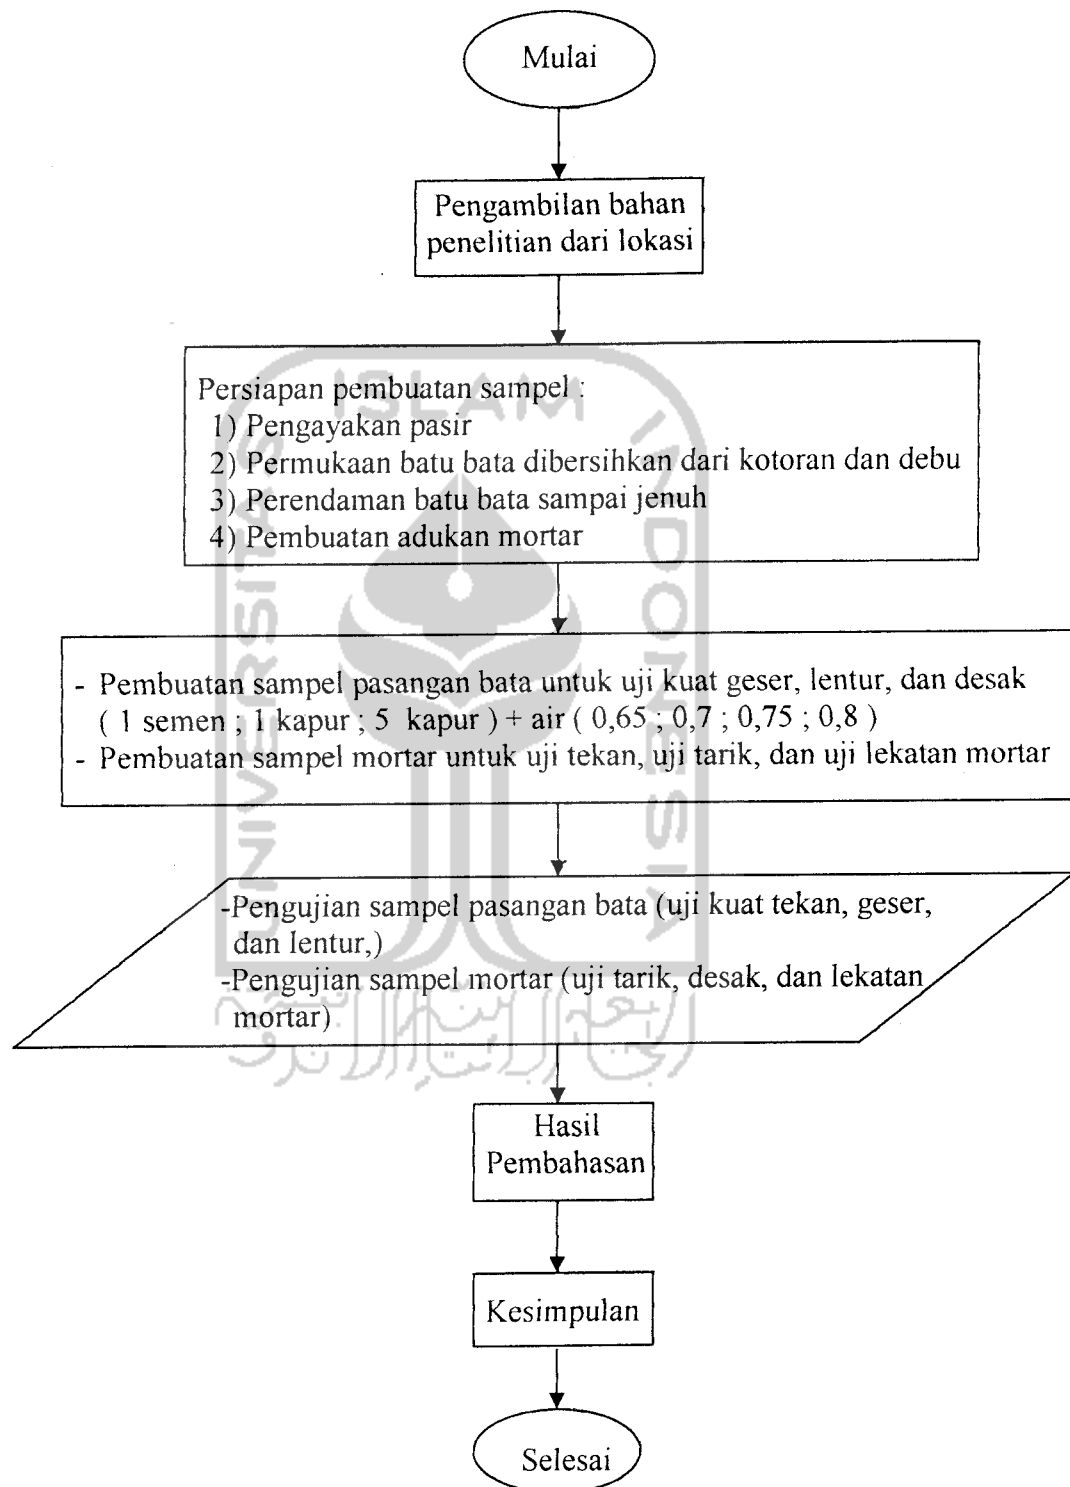 Mulai
Pengambilan bahan
penelitian dari lokasi
Persiapan pembuatan sampel :
1) Pengayakan pasir
2) Permukaan batu bata dibersihkan dari kotoran dan debu
3) Perendaman batu bata sampai jenuh
4) Pembuatan adukan mortar
- Pembuatan sampel pasangan bata untuk uji kuat geser, lentur, dan desak
( 1 semen ; 1 kapur ; 5 kapur ) + air ( 0,65 ; 0,7 ; 0,75 ; 0,8 )
- Pembuatan sampel mortar untuk uji tekan, uji tarik, dan uji lekatan mortar
-Pengujian sampel pasangan bata (uji kuat tekan, geser,
dan lentur,)
-Pengujian sampel mortar (uji tarik, desak, dan lekatan
mortar)
Hasil
Pembahasan
Kesimpulan
Selesai
UNIVERSITAS
ISLAM
INDONESIA